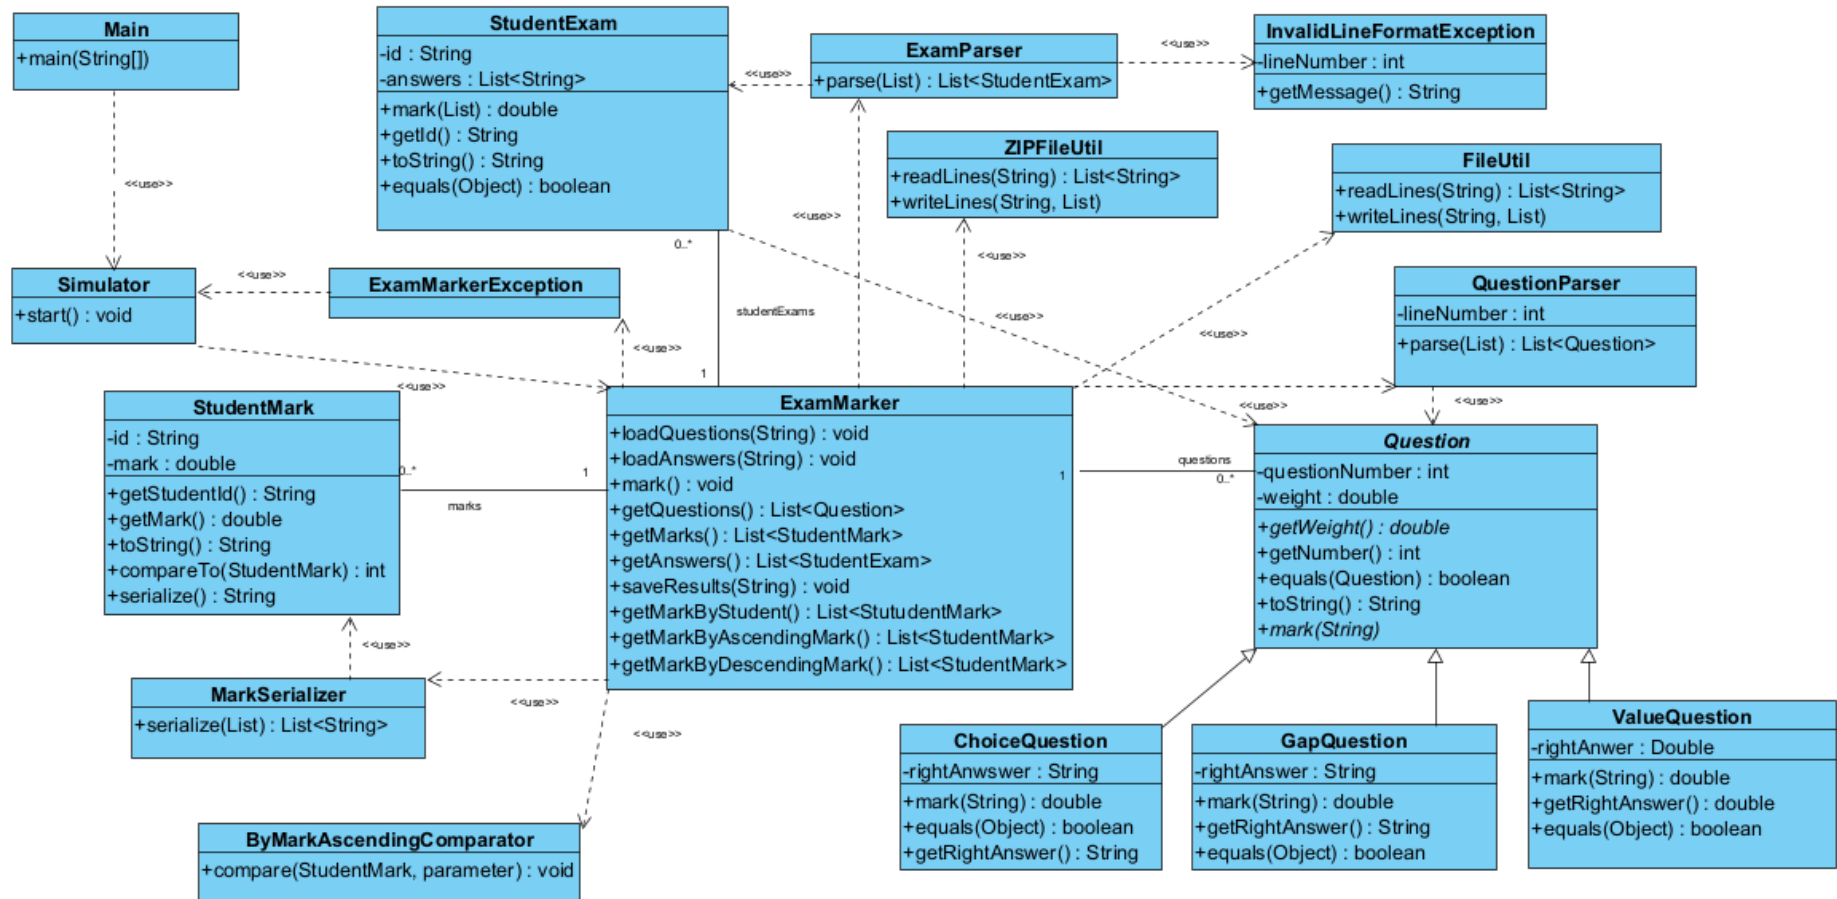 Main
+main(String[])
StudentExam
-id : String
-answers : List<String>
+mark(List) : double
+getId() : String
+toString() : String
+equals(Object) : boolean
ExamParser
+parse(List) : List<StudentExam>
InvalidLineFormatException
-lineNumber : int
+getMessage() : String
<<use>>
<<use>>
<<use>>
ZIPFileUtil
+readLines(String) : List<String>
+writeLines(String, List)
FileUtil
+readLines(String) : List<String>
+writeLines(String, List)
<<use>>
<<use>>
0..*
Simulator
+start() : void
<<use>>
ExamMarkerException
studentExams
<<use>>
<<use>>
<<use>>
QuestionParser
-lineNumber : int
+parse(List) : List<Question>
<<use>>
1
<<use>>
<<use>>
<<use>>
StudentMark
-id : String
-mark : double
+getStudentId() : String
+getMark() : double
+toString() : String
+compareTo(StudentMark) : int
+serialize() : String
0..*
1
marks
ExamMarker
+loadQuestions(String) : void
+loadAnswers(String) : void
+mark() : void
+getQuestions() : List<Question>
+getMarks() : List<StudentMark>
+getAnswers() : List<StudentExam>
+saveResults(String) : void
+getMarkByStudent() : List<StutudentMark>
+getMarkByAscendingMark() : List<StudentMark>
+getMarkByDescendingMark() : List<StudentMark>
1
questions
0..*
Question
-questionNumber : int
-weight : double
+getWeight() : double
+getNumber() : int
+equals(Question) : boolean
+toString() : String
+mark(String)
<<use>>
MarkSerializer
+serialize(List) : List<String>
<<use>>
<<use>>
ByMarkAscendingComparator
+compare(StudentMark, parameter) : void
ChoiceQuestion
-rightAnwswer : String
+mark(String) : double
+equals(Object) : boolean
+getRightAnswer() : String
GapQuestion
-rightAnswer : String
+mark(String) : double
+getRightAnswer() : String
+equals(Object) : boolean
ValueQuestion
-rightAnwer : Double
+mark(String) : double
+getRightAnswer() : double
+equals(Object) : boolean